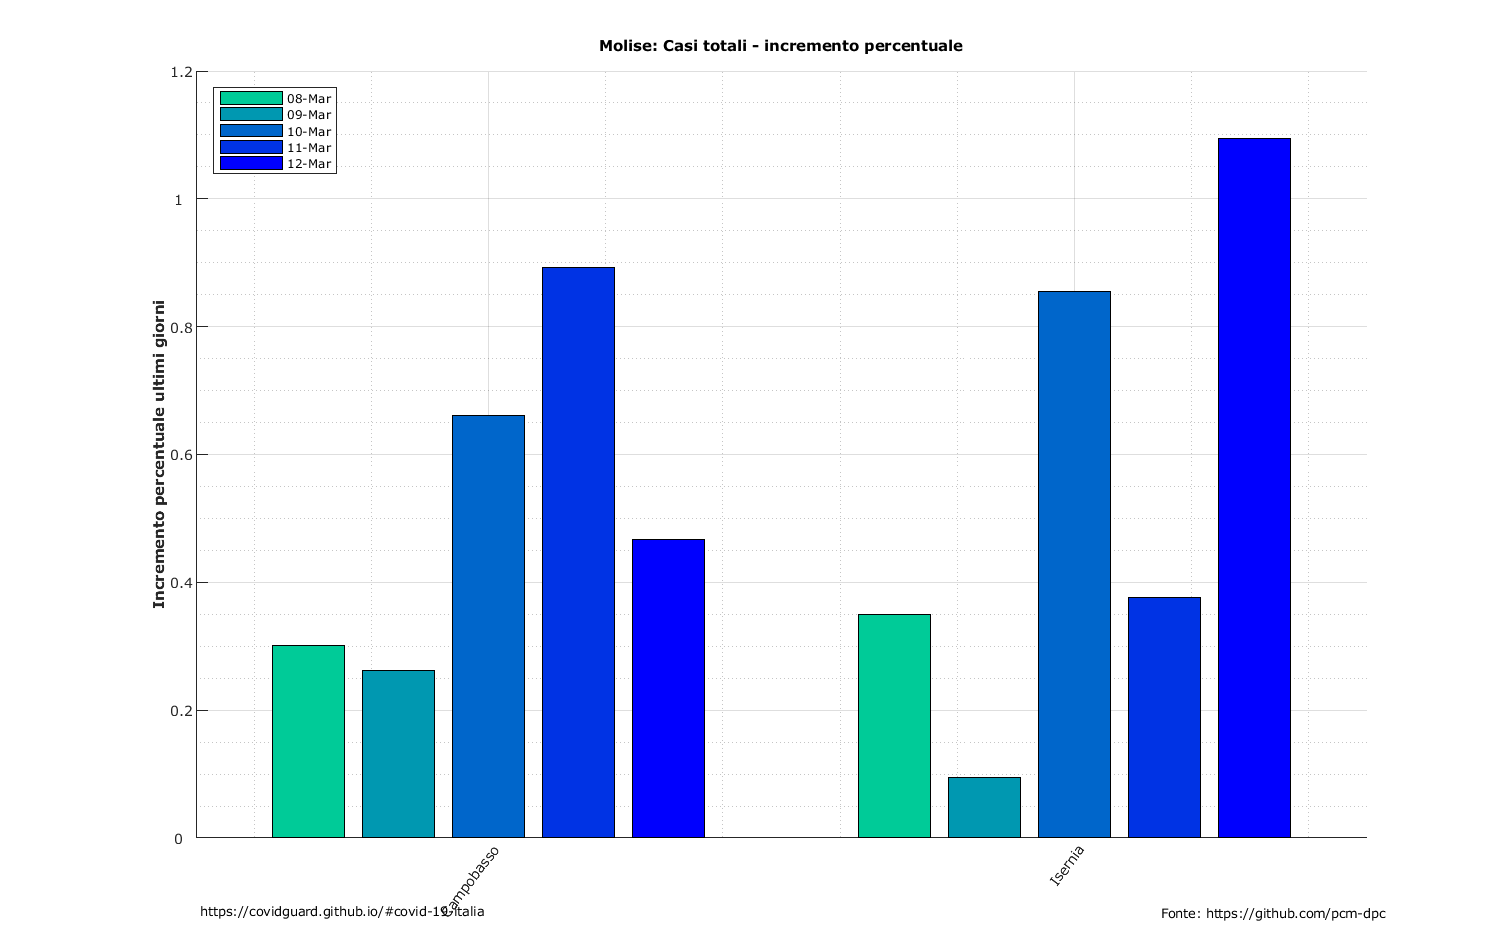 Molise: Casi totali - incremento percentuale
08-Mar
09-Mar
10-Mar
11-Mar
12-Mar
1.2
1
0.8
0.6
0.4
0.2
0
Incremento percentuale ultimi giorni
Campobasso
Isernia
https://covidguard.github.io/#covid-19-italia
Fonte: https://github.com/pcm-dpc